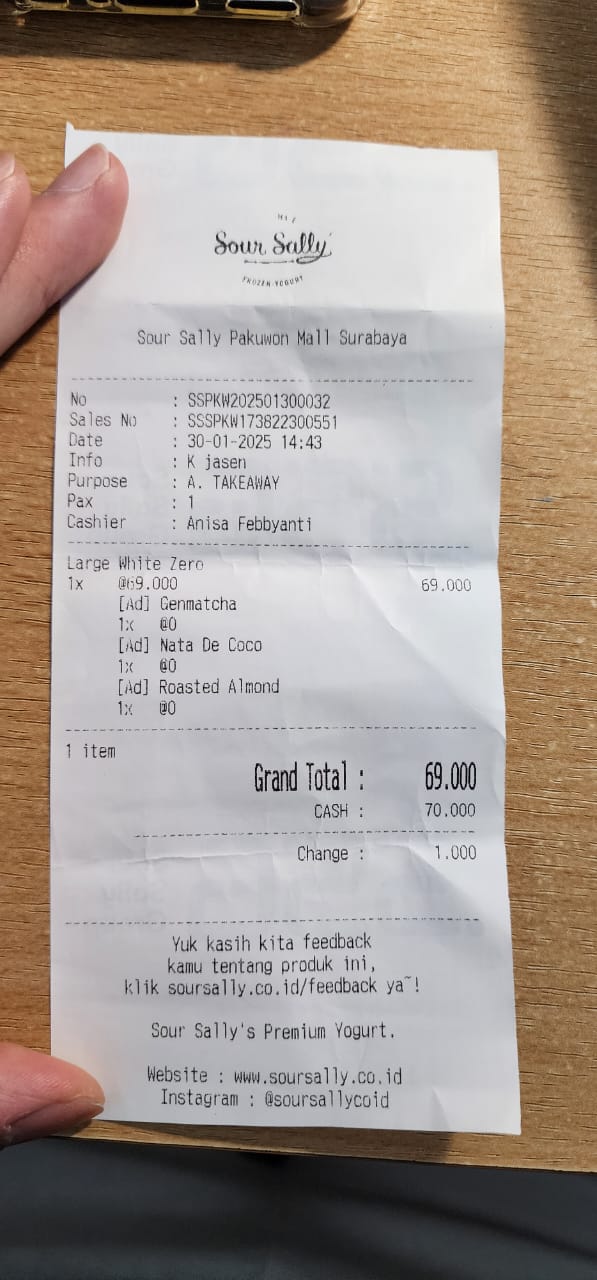 THE
Sour Sally
FROZEN YOGURT
Sour Sally Pakuwon Mall Surabaya
No : SSPKW202501300032
Sales No : SSSPKW173822300551
Date : 30-01-2025 14:43
Info : K jasen
Purpose : A. TAKEAWAY
Pax : 1
Cashier : Anisa Febbyanti
Large White Zero
1x @69.000 69.000
[Ad] Genmatcha
1x @0
[Ad] Nata De Coco
1x @0
[Ad] Roasted Almond
1x @0
1 item
Grand Total : 69.000
CASH : 70.000
Change : 1.000
Yuk kasih kita feedback
kamu tentang produk ini,
klik soursally.co.id/feedback ya~!
Sour Sally's Premium Yogurt.
Website : www.soursally.co.id
Instagram : @soursallycoid